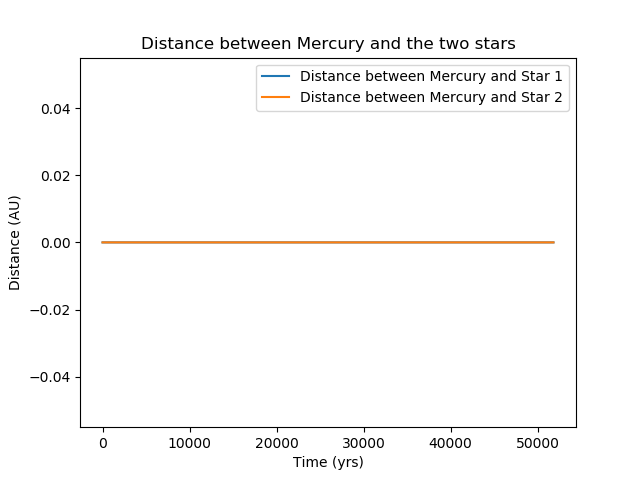 Distance between Mercury and the two stars
Distance between Mercury and Star 1
Distance between Mercury and Star 2
0.04
0.02
0.00
−0.02
−0.04
Distance (AU)
0 10000 20000 30000 40000 50000
Time (yrs)